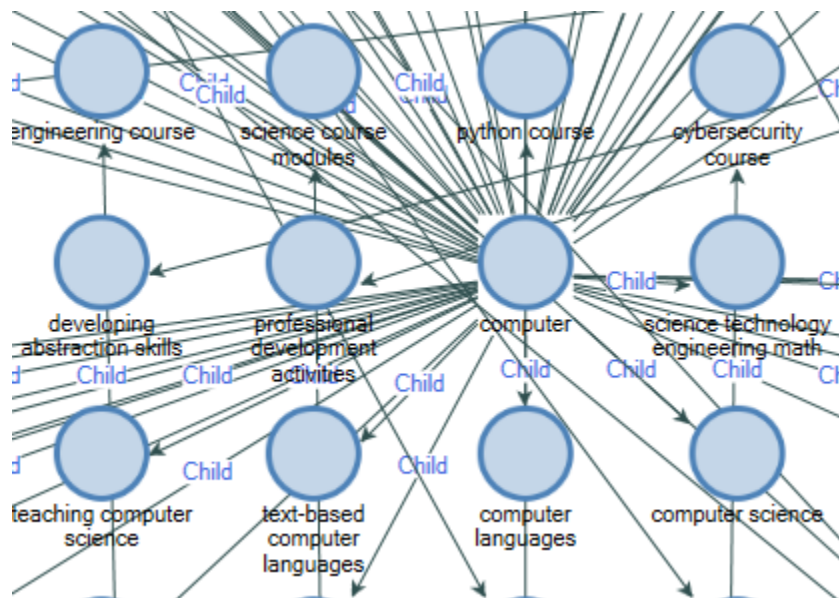 Child
Child
Child
engineering course
science course
modules
python course
cybersecurity
course
Child
developing
abstraction skills
professional
development
activities
computer
science technology
engineering math
Child
Child
Child
Child
Child
Child
Child
Child
Child
teaching computer
science
text-based
computer
languages
computer
languages
computer science